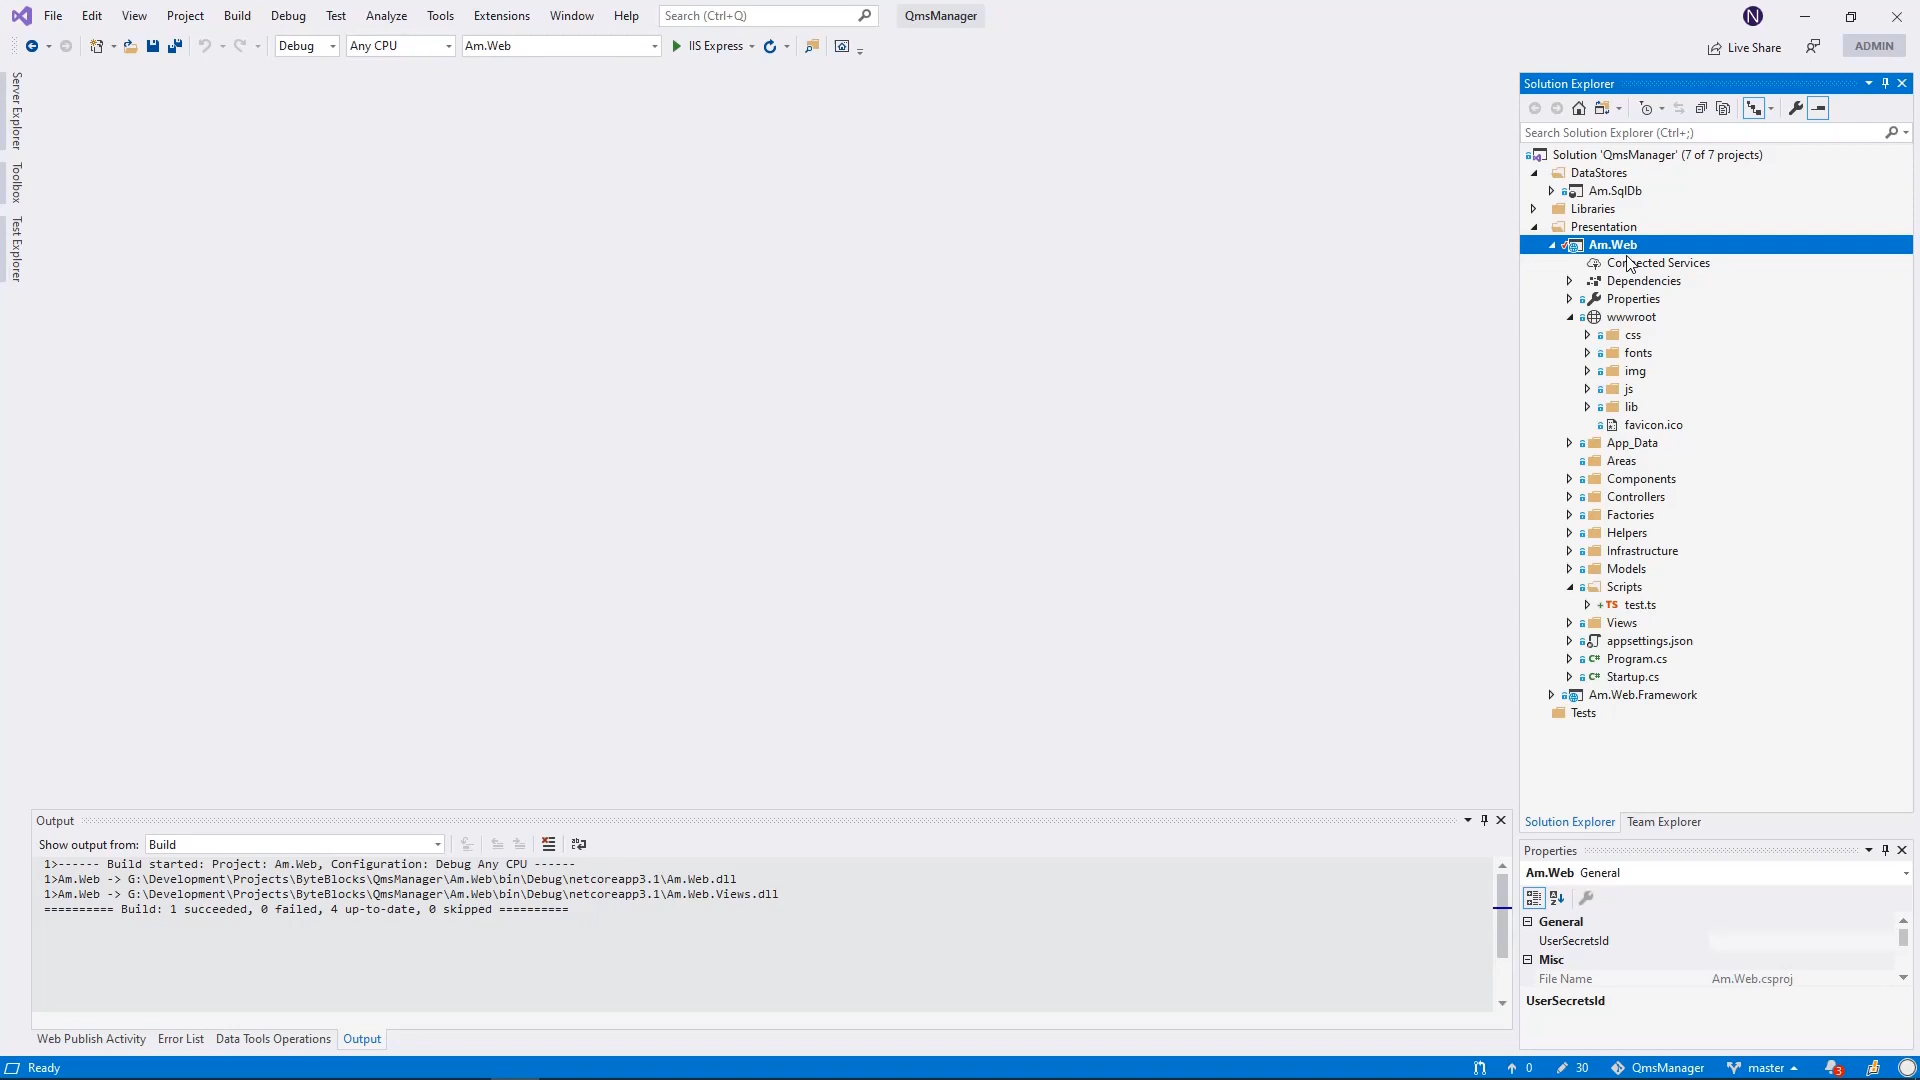 File Edit View Project Build Debug Test Analyze Tools Extensions Window Help Search (Ctrl+Q) QmsManager N
Debug Any CPU Am.Web IIS Express Live Share ADMIN
Server Explorer
Toolbox
Test Explorer
Solution Explorer
Search Solution Explorer (Ctrl+;)
Solution 'QmsManager' (7 of 7 projects)
DataStores
Am.SqlDb
Libraries
Presentation
Am.Web
Connected Services
Dependencies
Properties
wwwroot
css
fonts
img
js
lib
favicon.ico
App_Data
Areas
Components
Controllers
Factories
Helpers
Infrastructure
Models
Scripts
TS test.ts
Views
appsettings.json
C# Program.cs
C# Startup.cs
Am.Web.Framework
Tests
Solution Explorer Team Explorer
Output
Show output from: Build
1>------ Build started: Project: Am.Web, Configuration: Debug Any CPU ------
1>Am.Web -> G:\Development\Projects\ByteBlocks\QmsManager\Am.Web\bin\Debug\netcoreapp3.1\Am.Web.dll
1>Am.Web -> G:\Development\Projects\ByteBlocks\QmsManager\Am.Web\bin\Debug\netcoreapp3.1\Am.Web.Views.dll
========== Build: 1 succeeded, 0 failed, 4 up-to-date, 0 skipped ==========
Web Publish Activity Error List Data Tools Operations Output
Properties
Am.Web General
General
UserSecretsId
Misc
File Name Am.Web.csproj
UserSecretsId
Ready 0 30 QmsManager master 3